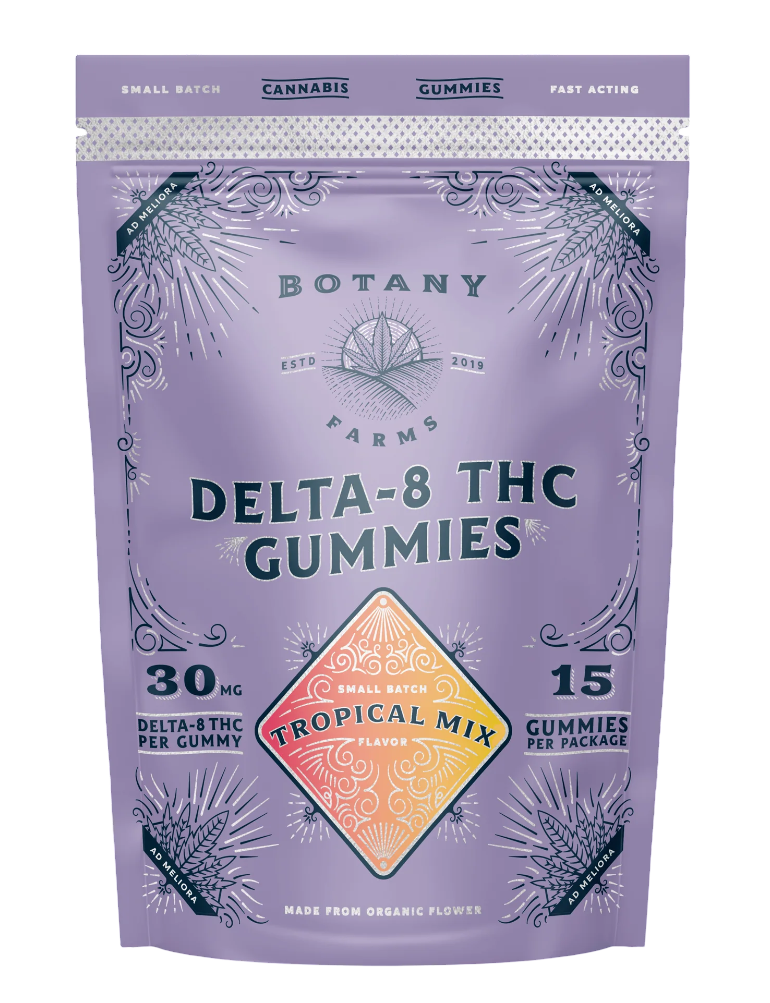 SMALL BATCH CANNABIS GUMMIES FAST ACTING
AD MELIORA
AD MELIORA
BOTANY
ESTD 2019
FARMS
DELTA-8 THC
GUMMIES
30MG
DELTA-8 THC
PER GUMMY
SMALL BATCH
TROPICAL MIX
FLAVOR
15
GUMMIES
PER PACKAGE
AD MELIORA
AD MELIORA
MADE FROM ORGANIC FLOWER